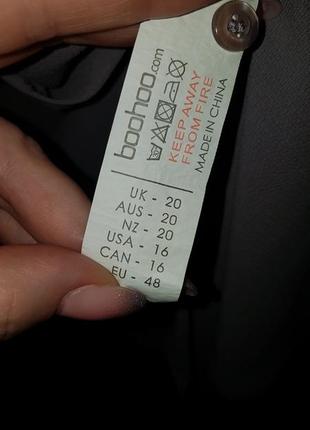 boohoo.com
KEEP AWAY
FROM FIRE
MADE IN CHINA
UK - 20
AUS - 20
NZ - 20
USA - 16
CAN - 16
EU - 48